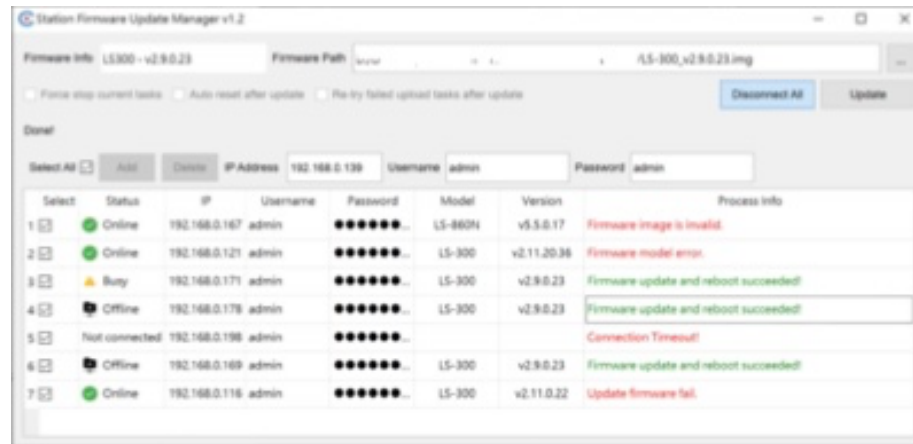 Station Firmware Update Manager v1.2
Firmware Info LS300 - v2.9.0.23 Firmware Path /LS-300_v2.9.0.23.img ...
Force stop current tasks Auto reset after update Re-try failed upload tasks after update Disconnect All Update
Done!
Select All Add Delete IP Address 192.168.0.139 Username admin Password admin
Select Status IP Username Password Model Version Process Info
1 Online 192.168.0.167 admin ●●●●●●●... LS-860N v5.5.0.17 Firmware image is invalid.
2 Online 192.168.0.121 admin ●●●●●●●... LS-300 v2.11.20.36 Firmware model error.
3 Busy 192.168.0.171 admin ●●●●●●●... LS-300 v2.9.0.23 Firmware update and reboot succeeded!
4 Offline 192.168.0.178 admin ●●●●●●●... LS-300 v2.9.0.23 Firmware update and reboot succeeded!
5 Not connected 192.168.0.198 admin ●●●●●●●... Connection Timeout!
6 Offline 192.168.0.169 admin ●●●●●●●... LS-300 v2.9.0.23 Firmware update and reboot succeeded!
7 Online 192.168.0.116 admin ●●●●●●●... LS-300 v2.11.0.22 Update firmware fail.